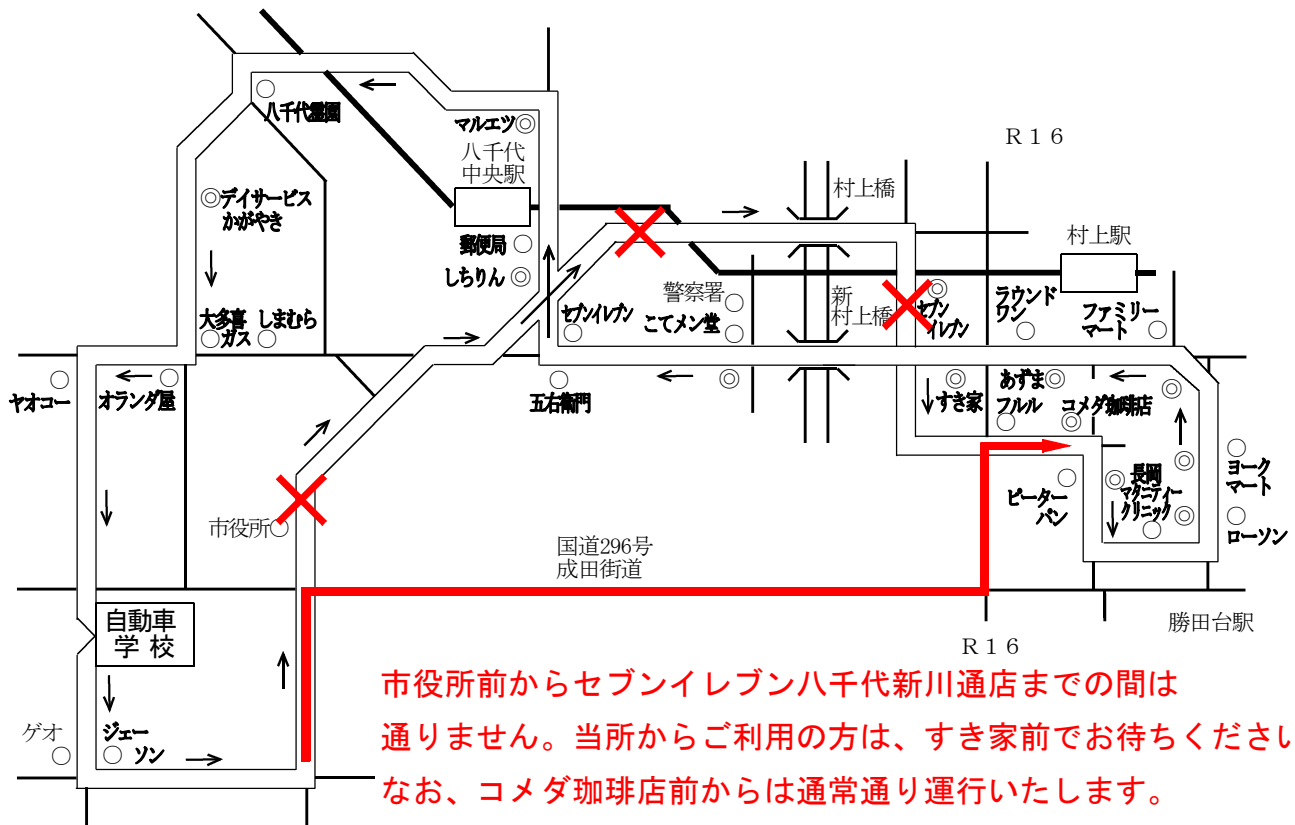 八千代霊園
マルエツ
八千代
中央駅
R16
村上橋
デイサービス
かがやき
郵便局
しちりん
村上駅
警察署
セブンイレブン
こてメン堂
新
村上橋
セブン
イレブン
ラウンド
ワン
ファミリー
マート
大多喜
ガス
しまむら
ヤオコー
オランダ屋
五右衛門
すき家
あずま
フルル
コメダ珈琲店
ヨーク
マート
長岡
マタニティー
クリニック
ピーター
パン
ローソン
市役所
国道296号
成田街道
自動車
学校
勝田台駅
R16
ゲオ
ジェー
ソン
市役所前からセブンイレブン八千代新川通店までの間は
通りません。当所からご利用の方は、すき家前でお待ちください
なお、コメダ珈琲店前からは通常通り運行いたします。